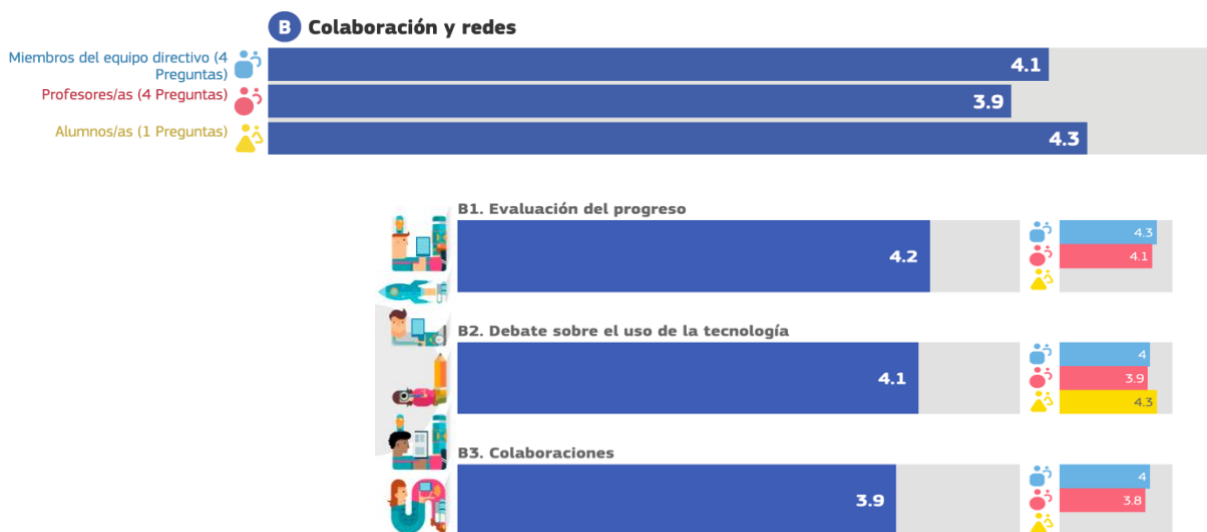 B Colaboración y redes
Miembros del equipo directivo (4
Preguntas)
4.1
Profesores/as (4 Preguntas)
3.9
Alumnos/as (1 Preguntas)
4.3
B1. Evaluación del progreso
4.2
4.3
4.1
B2. Debate sobre el uso de la tecnología
4.1
4
3.9
4.3
B3. Colaboraciones
3.9
4
3.8